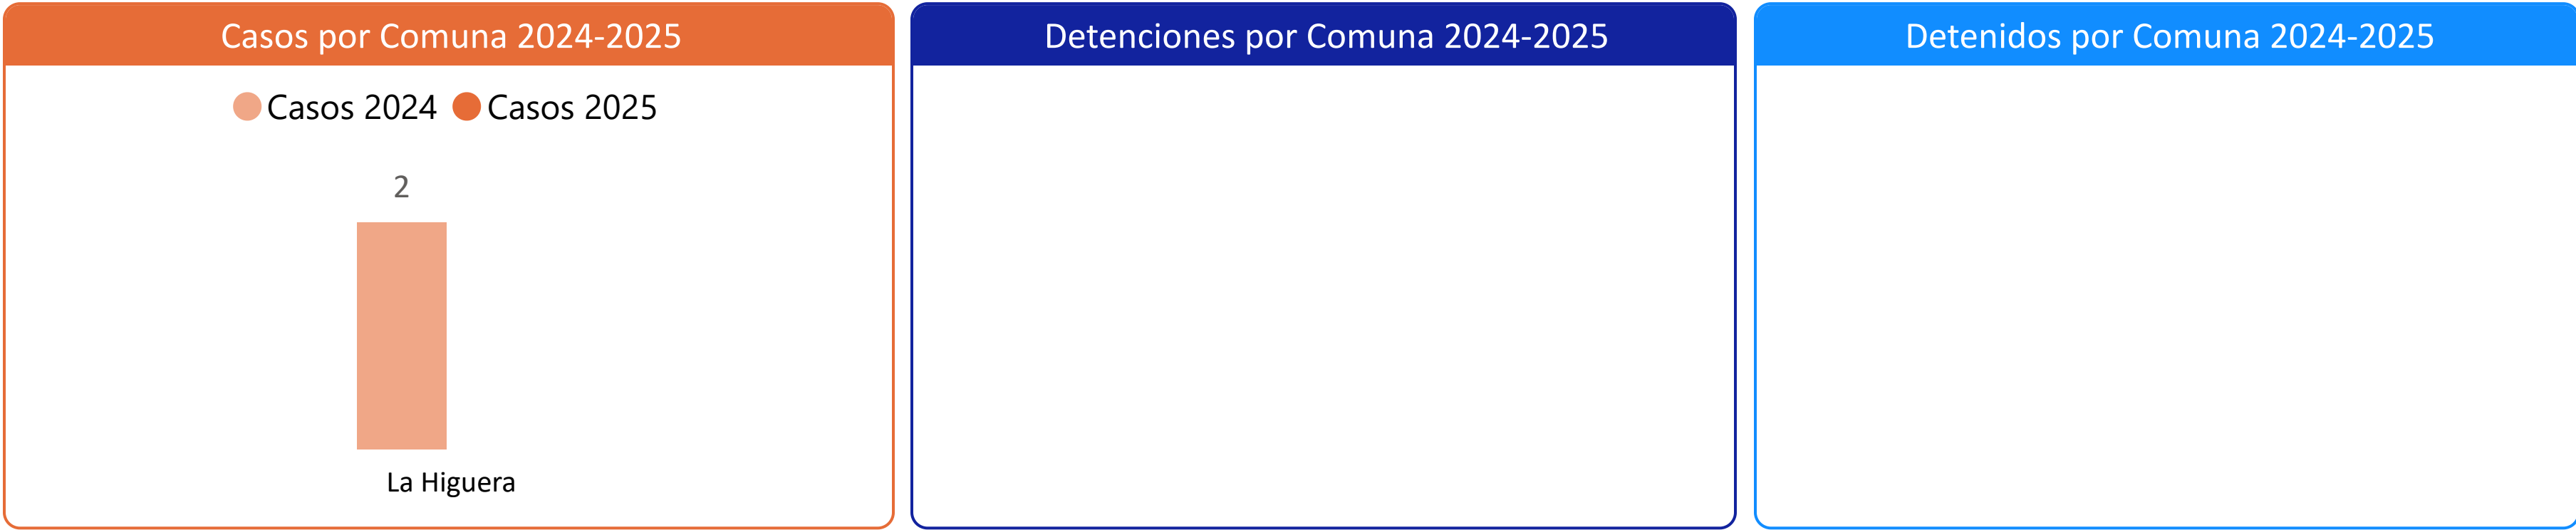 Casos por Comuna 2024-2025
Casos 2024 Casos 2025
2
La Higuera
Detenciones por Comuna 2024-2025
Detenidos por Comuna 2024-2025